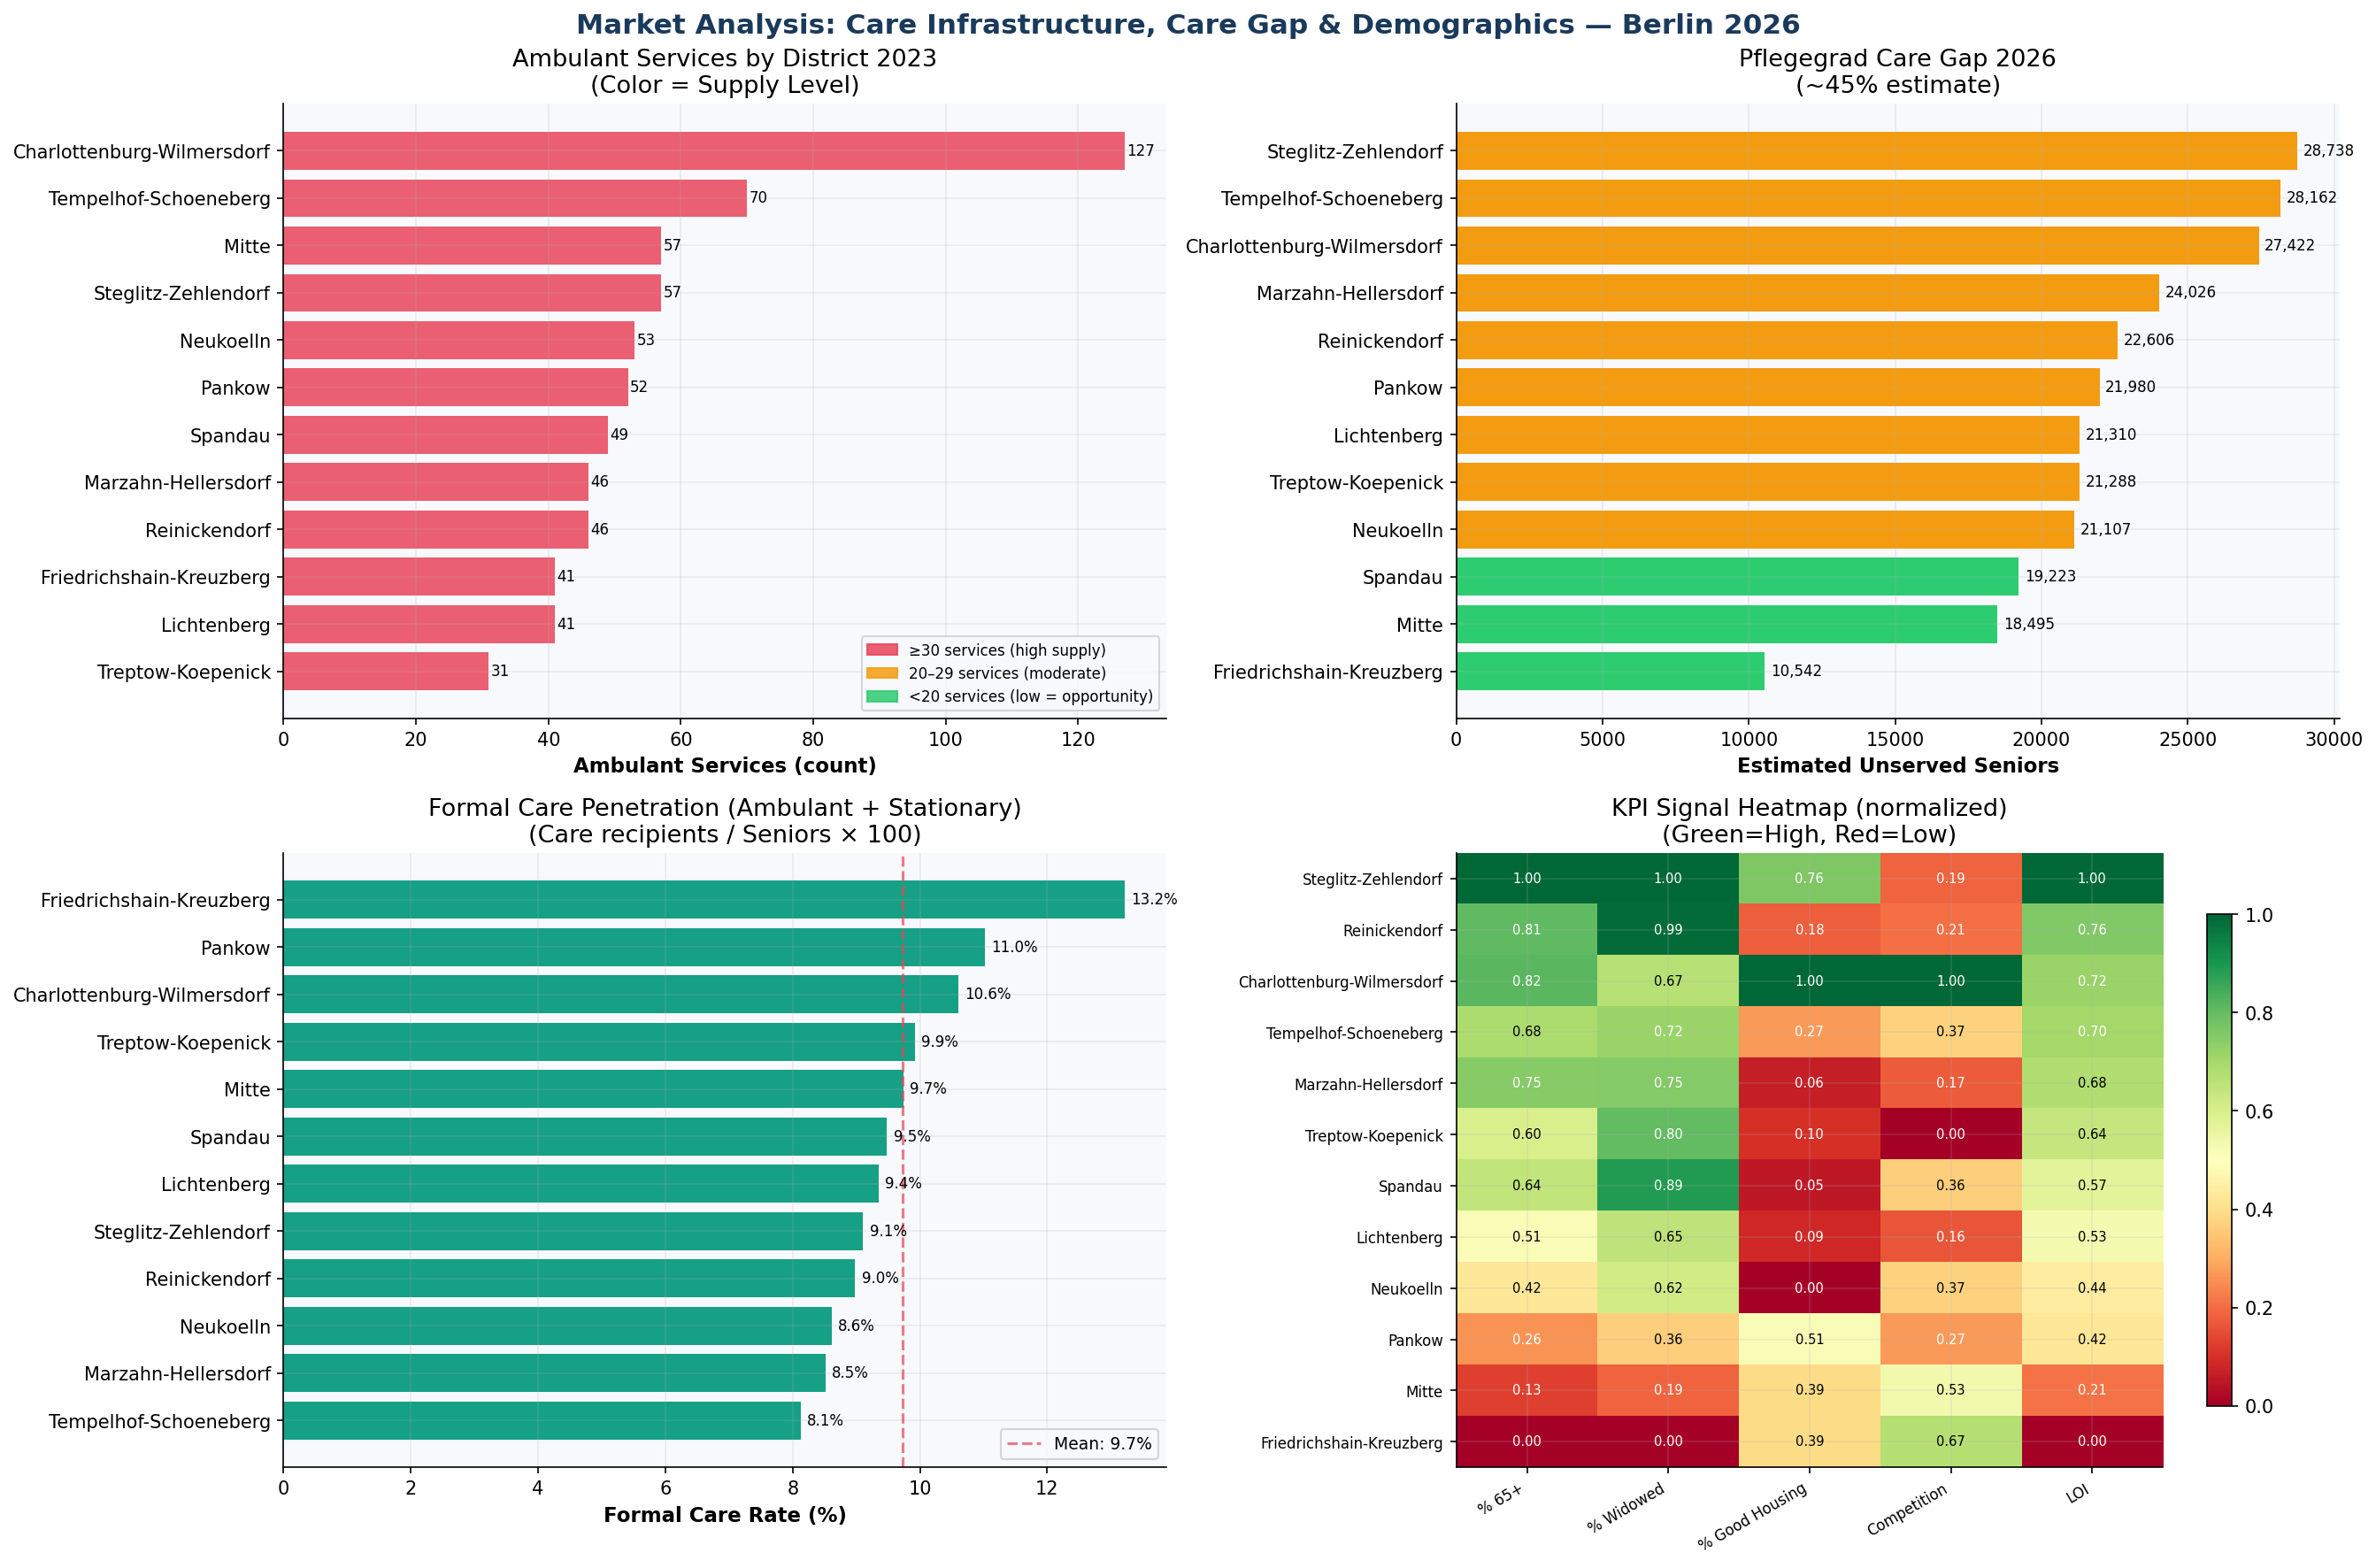 Market Analysis: Care Infrastructure, Care Gap & Demographics — Berlin 2026
Ambulant Services by District 2023
(Color = Supply Level)
Charlottenburg-Wilmersdorf 127
Tempelhof-Schoeneberg 70
Mitte 57
Steglitz-Zehlendorf 57
Neukoelln 53
Pankow 52
Spandau 49
Marzahn-Hellersdorf 46
Reinickendorf 46
Friedrichshain-Kreuzberg 41
Lichtenberg 41
Treptow-Koepenick 31
≥30 services (high supply)
20–29 services (moderate)
<20 services (low = opportunity)
0 20 40 60 80 100 120
Ambulant Services (count)
Pflegegrad Care Gap 2026
(~45% estimate)
Steglitz-Zehlendorf 28,738
Tempelhof-Schoeneberg 28,162
Charlottenburg-Wilmersdorf 27,422
Marzahn-Hellersdorf 24,026
Reinickendorf 22,606
Pankow 21,980
Lichtenberg 21,310
Treptow-Koepenick 21,288
Neukoelln 21,107
Spandau 19,223
Mitte 18,495
Friedrichshain-Kreuzberg 10,542
0 5000 10000 15000 20000 25000 30000
Estimated Unserved Seniors
Formal Care Penetration (Ambulant + Stationary)
(Care recipients / Seniors × 100)
Friedrichshain-Kreuzberg 13.2%
Pankow 11.0%
Charlottenburg-Wilmersdorf 10.6%
Treptow-Koepenick 9.9%
Mitte 9.7%
Spandau 9.5%
Lichtenberg 9.4%
Steglitz-Zehlendorf 9.1%
Reinickendorf 9.0%
Neukoelln 8.6%
Marzahn-Hellersdorf 8.5%
Tempelhof-Schoeneberg 8.1%
Mean: 9.7%
0 2 4 6 8 10 12
Formal Care Rate (%)
KPI Signal Heatmap (normalized)
(Green=High, Red=Low)
Steglitz-Zehlendorf 1.00 1.00 0.76 0.19 1.00
Reinickendorf 0.81 0.99 0.18 0.21 0.76
Charlottenburg-Wilmersdorf 0.82 0.67 1.00 1.00 0.72
Tempelhof-Schoeneberg 0.68 0.72 0.27 0.37 0.70
Marzahn-Hellersdorf 0.75 0.75 0.06 0.17 0.68
Treptow-Koepenick 0.60 0.80 0.10 0.00 0.64
Spandau 0.64 0.89 0.05 0.36 0.57
Lichtenberg 0.51 0.65 0.09 0.16 0.53
Neukoelln 0.42 0.62 0.00 0.37 0.44
Pankow 0.26 0.36 0.51 0.27 0.42
Mitte 0.13 0.19 0.39 0.53 0.21
Friedrichshain-Kreuzberg 0.00 0.00 0.39 0.67 0.00
% 65+ % Widowed % Good Housing Competition LOI
1.0
0.8
0.6
0.4
0.2
0.0